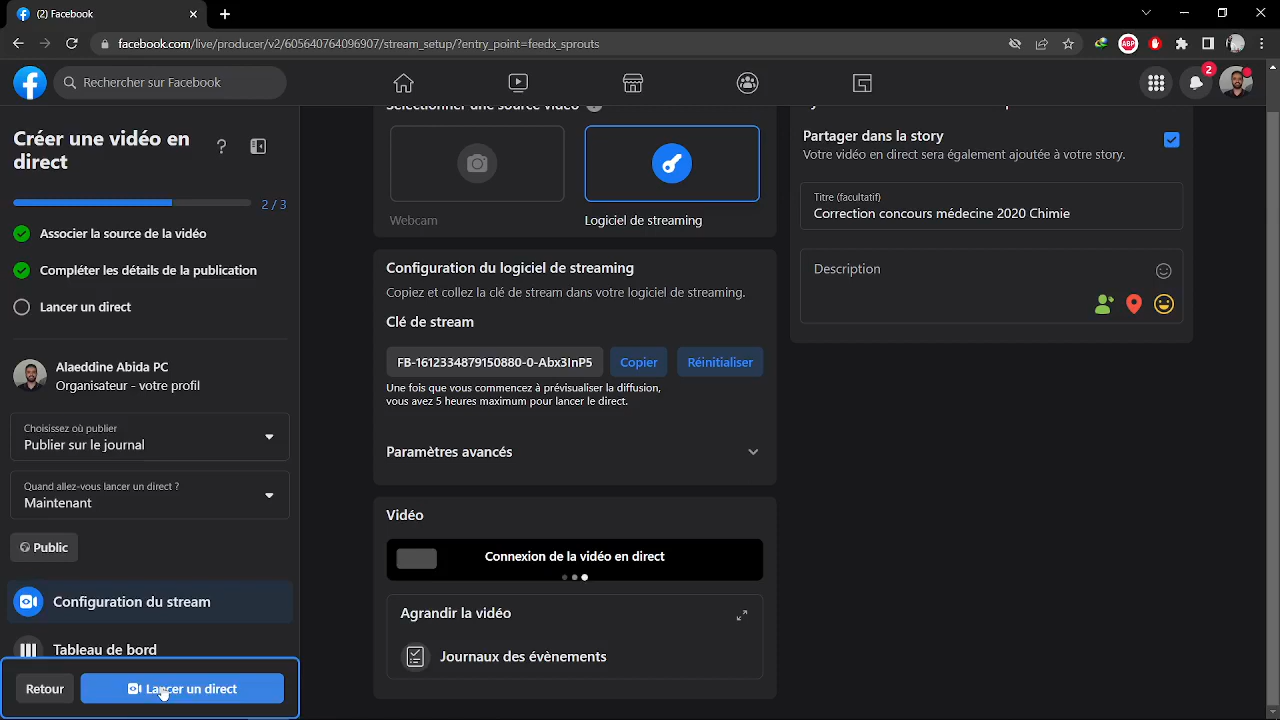 (2) Facebook
facebook.com/live/producer/v2/605640764096907/stream_setup/?entry_point=feedx_sprouts
ABP
Rechercher sur Facebook
2
Créer une vidéo en
direct
?
2 / 3
Associer la source de la vidéo
Compléter les détails de la publication
Lancer un direct
Alaeddine Abida PC
Organisateur - votre profil
Choisissez où publier
Publier sur le journal
Quand allez-vous lancer un direct ?
Maintenant
Public
Configuration du stream
Tableau de bord
Retour
Lancer un direct
Sélectionner une source vidéo
Webcam
Logiciel de streaming
Configuration du logiciel de streaming
Copiez et collez la clé de stream dans votre logiciel de streaming.
Clé de stream
FB-1612334879150880-0-Abx3InP5
Copier
Réinitialiser
Une fois que vous commencez à prévisualiser la diffusion,
vous avez 5 heures maximum pour lancer le direct.
Paramètres avancés
Vidéo
Connexion de la vidéo en direct
Agrandir la vidéo
Journaux des évènements
Partager dans la story
Votre vidéo en direct sera également ajoutée à votre story.
Titre (facultatif)
Correction concours médecine 2020 Chimie
Description